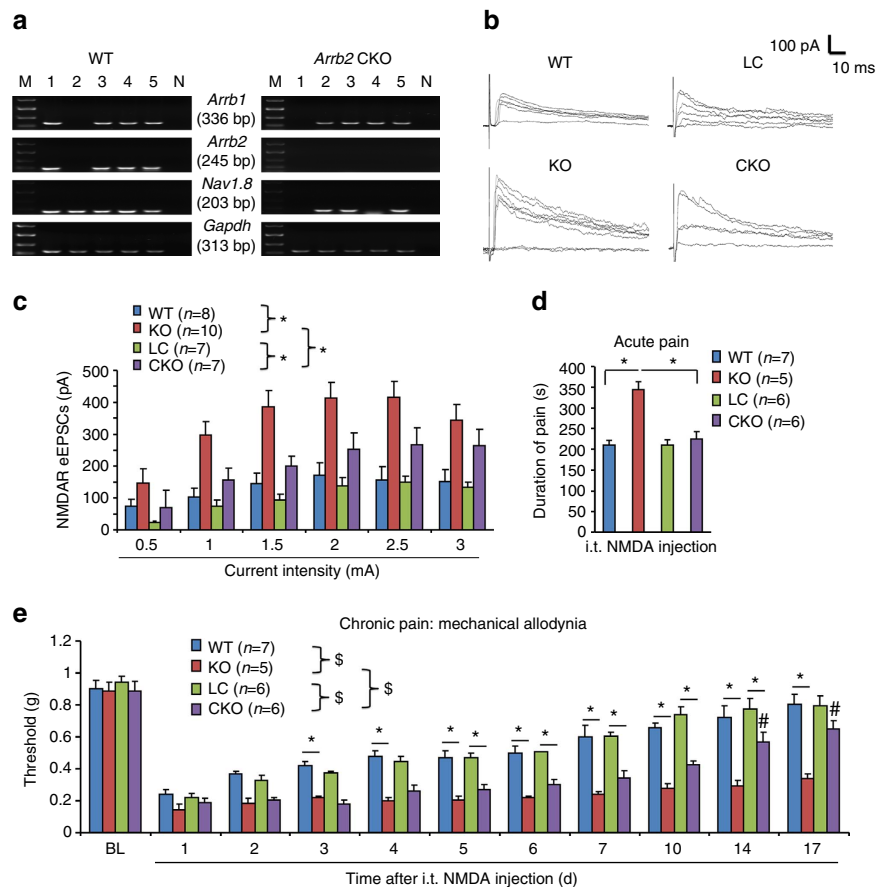 a
WT
Arrb2 CKO
M 1 2 3 4 5 N
M 1 2 3 4 5 N
Arrb1
(336 bp)
Arrb2
(245 bp)
Nav1.8
(203 bp)
Gapdh
(313 bp)
b
100 pA
10 ms
WT
LC
KO
CKO
c
WT (n=8)
KO (n=10)
LC (n=7)
CKO (n=7)
*
*
*
NMDAR eEPSCs (pA)
500
400
300
200
100
0
0.5 1 1.5 2 2.5 3
Current intensity (mA)
d
Acute pain
* *
WT (n=7)
KO (n=5)
LC (n=6)
CKO (n=6)
Duration of pain (s)
400
350
300
250
200
150
200
50
0
i.t. NMDA injection
e
Chronic pain: mechanical allodynia
WT (n=7)
KO (n=5)
LC (n=6)
CKO (n=6)
$
$
$
Threshold (g)
1.2
1
0.8
0.6
0.4
0.2
0
* * * * * * * * * * * * *
# #
BL 1 2 3 4 5 6 7 10 14 17
Time after i.t. NMDA injection (d)